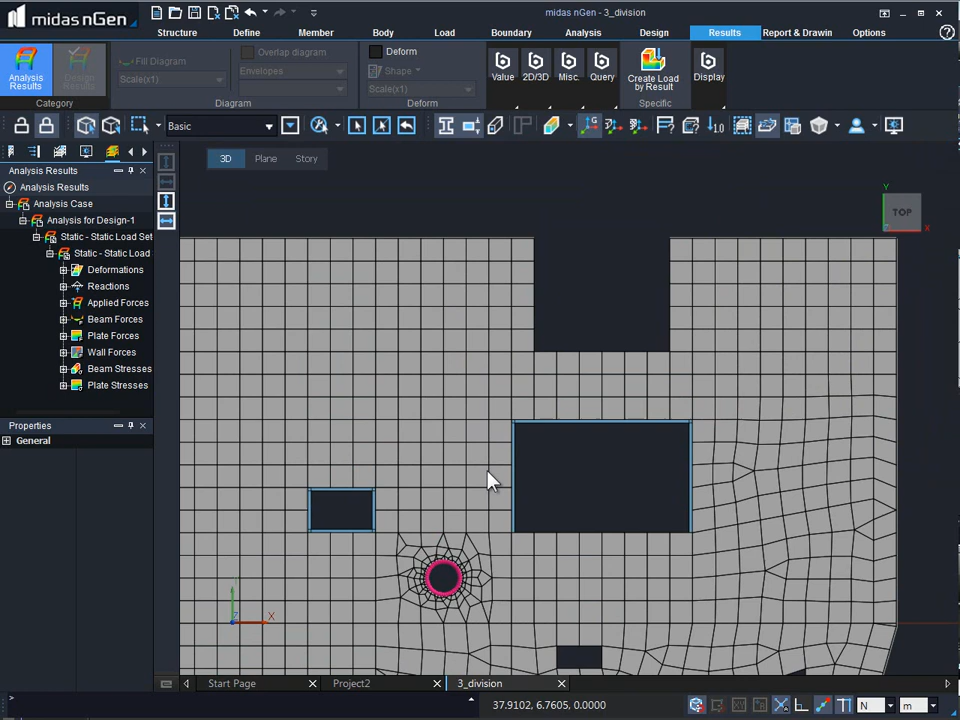 midas nGen
midas nGen - 3_division
Structure Define Member Body Load Boundary Analysis Design Results Report & Drawin Options
Analysis Results
Design Results
Category
Fill Diagram
Scale(x1)
Overlap diagram
Envelopes
Diagram
Deform
Shape
Scale(x1)
Deform
Value
2D/3D
Misc.
Query
Create Load by Result
Specific
Display
Basic
1.0
3D Plane Story
Analysis Results
Analysis Results
Analysis Case
Analysis for Design-1
Static - Static Load Set
Static - Static Load
Deformations
Reactions
Applied Forces
Beam Forces
Plate Forces
Wall Forces
Beam Stresses
Plate Stresses
Properties
General
Y
TOP
X
X
Start Page
Project2
3_division
>
37.9102, 6.7605, 0.0000
N
m